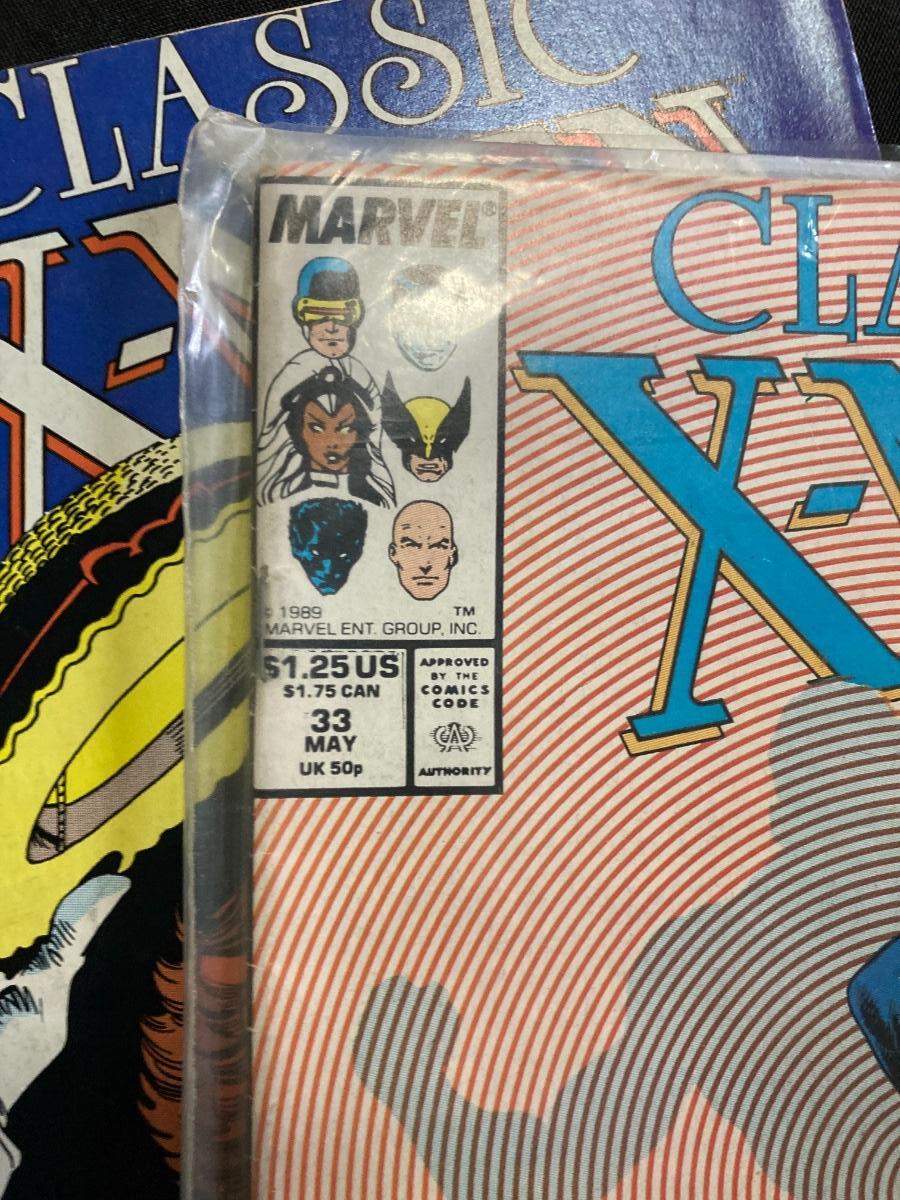 CLASSIC
X-
MARVEL®
CLA
X-
© 1989 TM
MARVEL ENT. GROUP, INC.
$1.25 US
$1.75 CAN
33
MAY
UK 50p
APPROVED
BY THE
COMICS
CODE
AUTHORITY